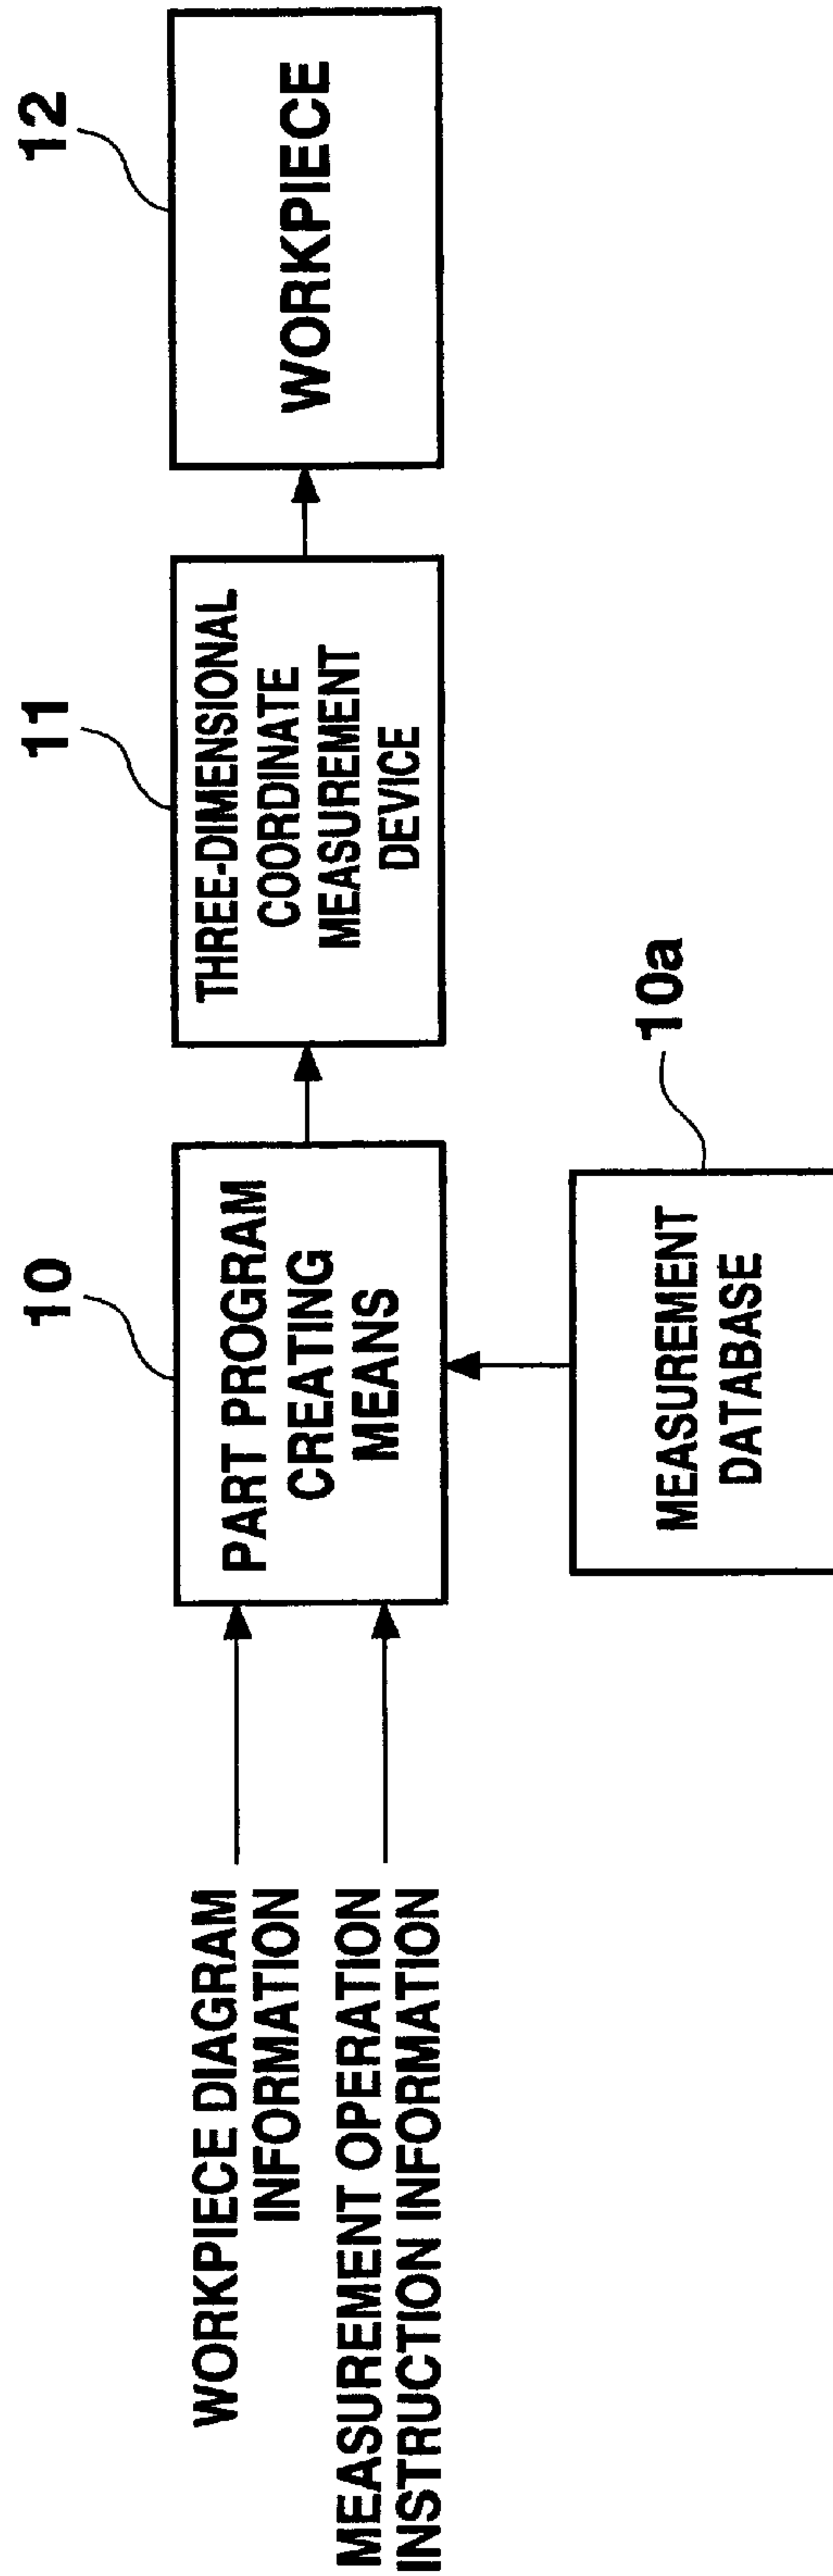 WORKPIECE DIAGRAM
INFORMATION
MEASUREMENT OPERATION
INSTRUCTION INFORMATION
10
PART PROGRAM
CREATING
MEANS
10a
MEASUREMENT
DATABASE
11
THREE-DIMENSIONAL
COORDINATE
MEASUREMENT
DEVICE
12
WORKPIECE